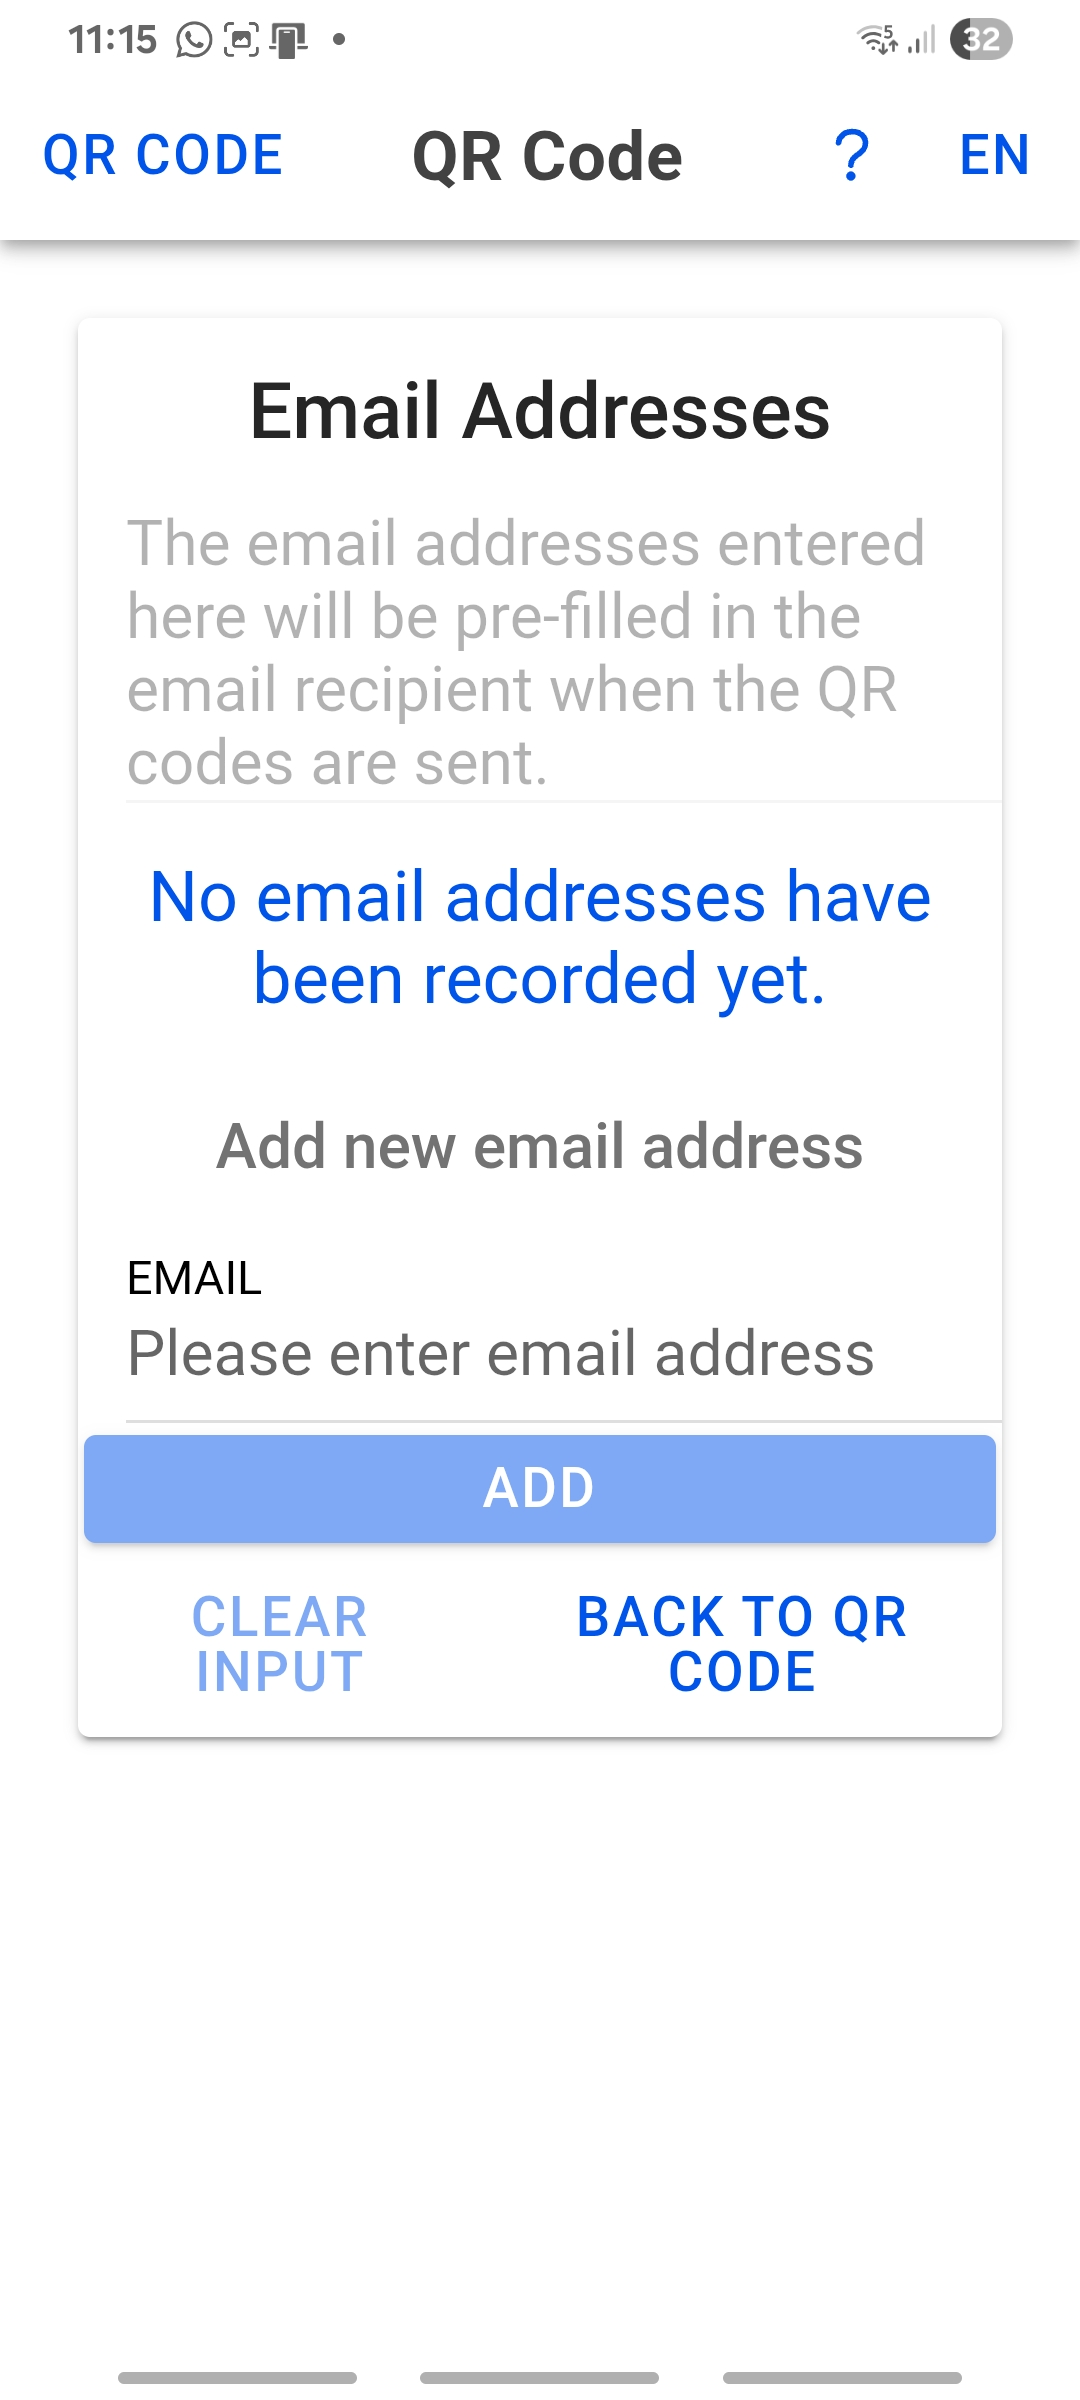 11:15
5
32
QR CODE
QR Code
?
EN
Email Addresses
The email addresses entered
here will be pre-filled in the
email recipient when the QR
codes are sent.
No email addresses have
been recorded yet.
Add new email address
EMAIL
Please enter email address
ADD
CLEAR
INPUT
BACK TO QR
CODE